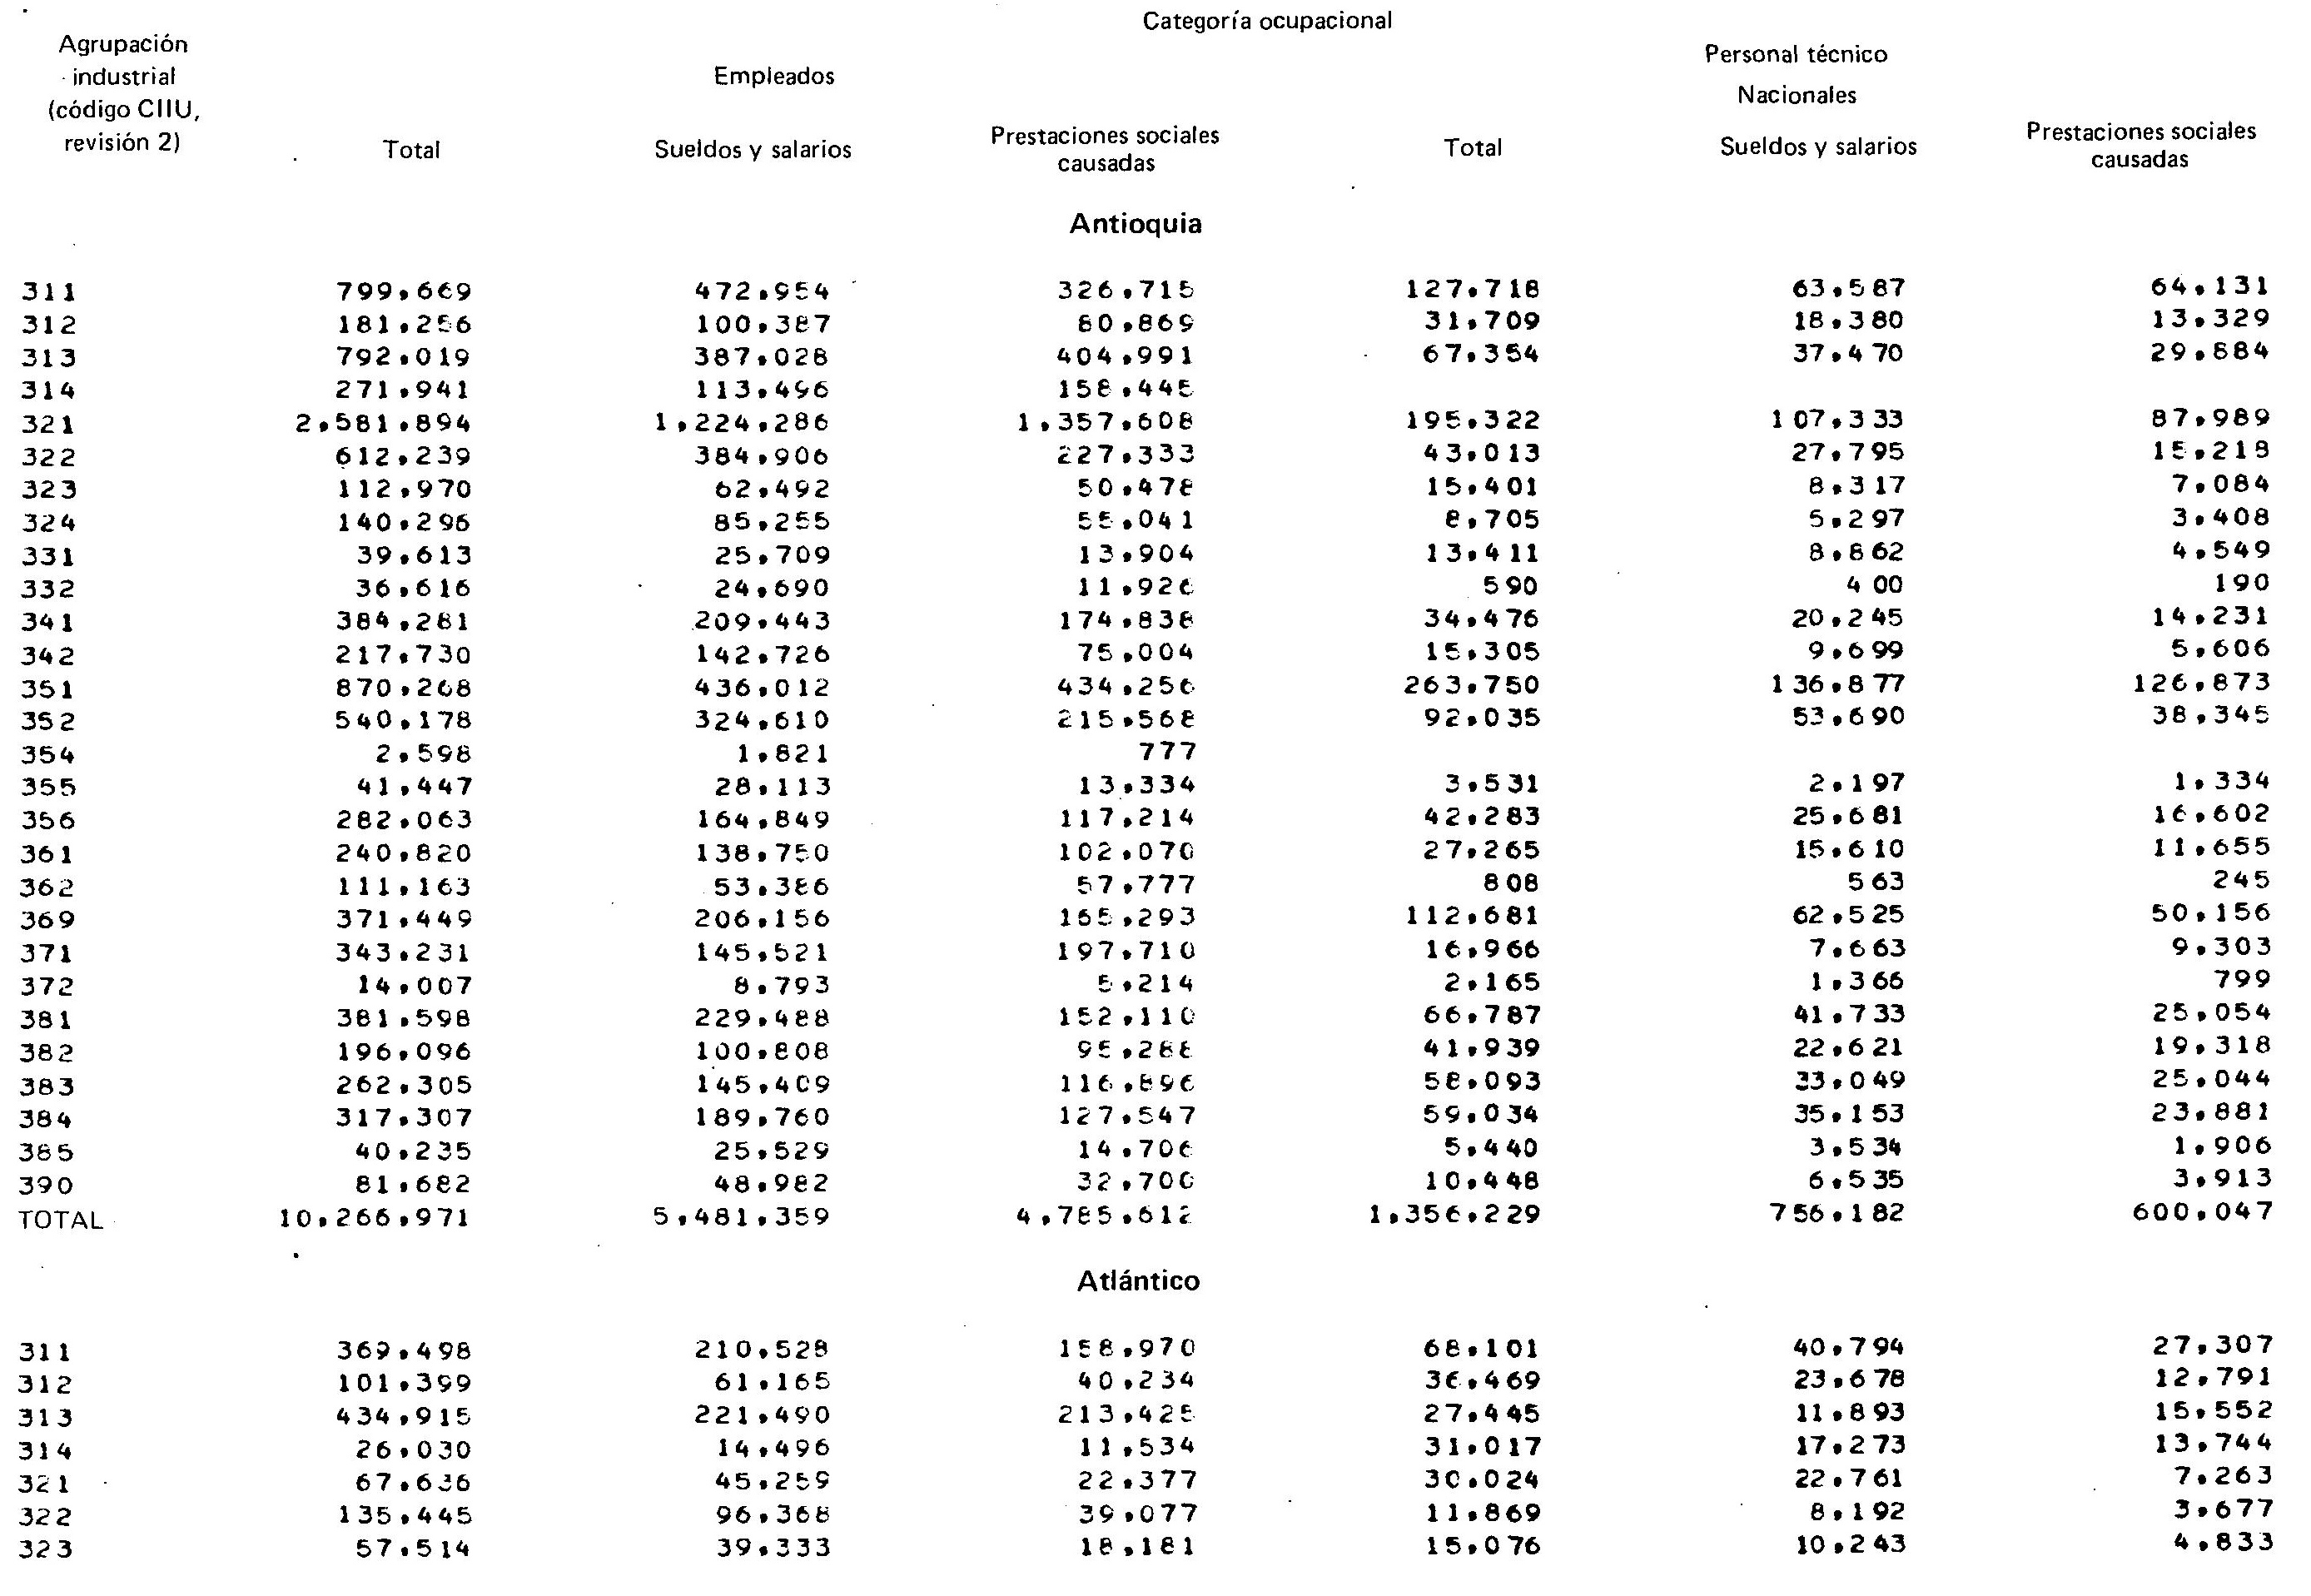 Categoría ocupacional
Agrupación industrial (código CIIU, revisión 2) Empleados Personal técnico Nacionales
Total Sueldos y salarios Prestaciones sociales causadas Total Sueldos y salarios Prestaciones sociales causadas
Antioquia
311 799,669 472,954 326,715 127,718 63,587 64,131
312 181,256 100,387 80,869 31,709 18,380 13,329
313 792,019 387,028 404,991 67,354 37,470 29,884
314 271,941 113,496 158,445
321 2,581,894 1,224,286 1,357,608 195,322 107,333 87,989
322 612,239 384,906 227,333 43,013 27,795 15,218
323 112,970 62,492 50,478 15,401 8,317 7,084
324 140,296 85,255 55,041 8,705 5,297 3,408
331 39,613 25,709 13,904 13,411 8,862 4,549
332 36,616 24,690 11,926 590 400 190
341 384,281 209,443 174,838 34,476 20,245 14,231
342 217,730 142,726 75,004 15,305 9,699 5,606
351 870,268 436,012 434,256 263,750 136,877 126,873
352 540,178 324,610 215,568 92,035 53,690 38,345
354 2,598 1,821 777
355 41,447 28,113 13,334 3,531 2,197 1,334
356 282,063 164,849 117,214 42,283 25,681 16,602
361 240,820 138,750 102,070 27,265 15,610 11,655
362 111,163 53,386 57,777 808 563 245
369 371,449 206,156 165,293 112,681 62,525 50,156
371 343,231 145,521 197,710 16,966 7,663 9,303
372 14,007 8,793 5,214 2,165 1,366 799
381 381,598 229,488 152,110 66,787 41,733 25,054
382 196,096 100,808 95,288 41,939 22,621 19,318
383 262,305 145,409 116,896 58,093 33,049 25,044
384 317,307 189,760 127,547 59,034 35,153 23,881
385 40,235 25,529 14,706 5,440 3,534 1,906
390 81,682 48,982 32,700 10,448 6,535 3,913
TOTAL 10,266,971 5,481,359 4,785,612 1,356,229 756,182 600,047
Atlántico
311 369,498 210,528 158,970 68,101 40,794 27,307
312 101,399 61,165 40,234 36,469 23,678 12,791
313 434,915 221,490 213,425 27,445 11,893 15,552
314 26,030 14,496 11,534 31,017 17,273 13,744
321 67,636 45,259 22,377 30,024 22,761 7,263
322 135,445 96,368 39,077 11,869 8,192 3,677
323 57,514 39,333 18,181 15,076 10,243 4,833